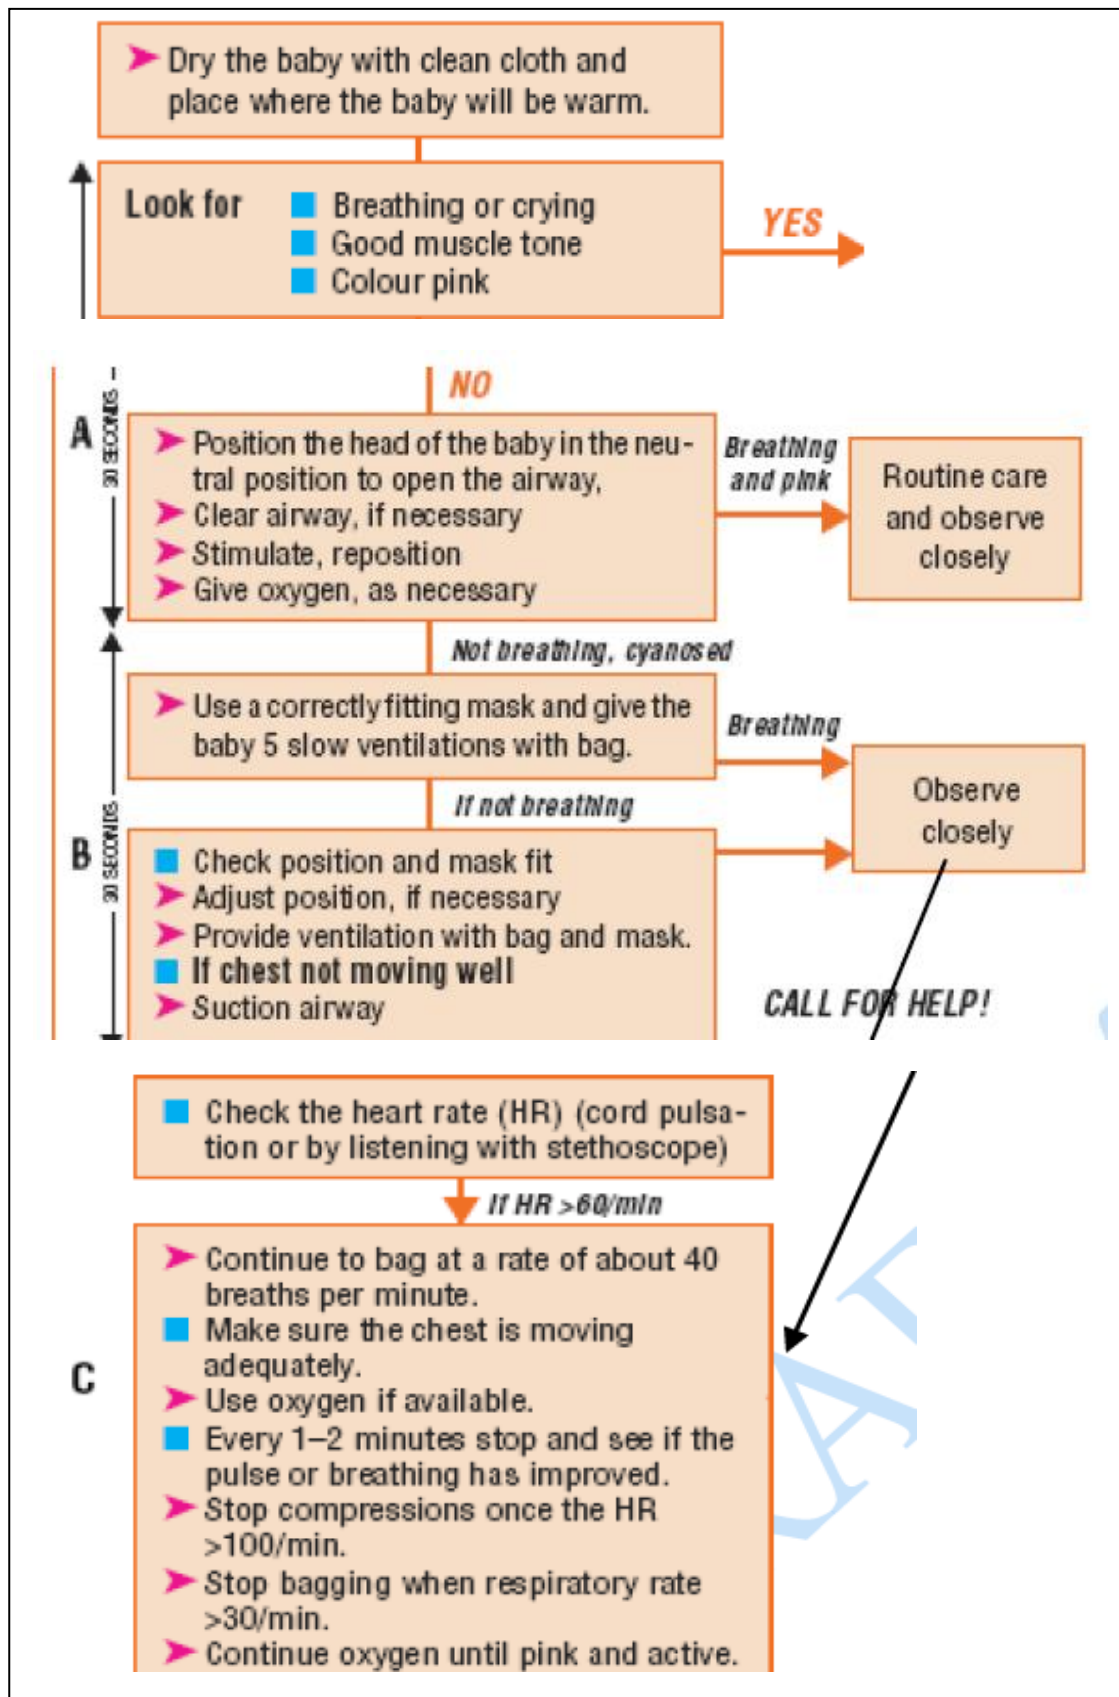 Dry the baby with clean cloth and
place where the baby will be warm.
Look for
Breathing or crying
Good muscle tone
Colour pink
YES
NO
A
30 SECONDS
Position the head of the baby in the neu-
tral position to open the airway,
Clear airway, if necessary
Stimulate, reposition
Give oxygen, as necessary
Breathing
and pink
Routine care
and observe
closely
Not breathing, cyanosed
Use a correctly fitting mask and give the
baby 5 slow ventilations with bag.
Breathing
Observe
closely
If not breathing
B
30 SECONDS
Check position and mask fit
Adjust position, if necessary
Provide ventilation with bag and mask.
If chest not moving well
Suction airway
CALL FOR HELP!
Check the heart rate (HR) (cord pulsa-
tion or by listening with stethoscope)
If HR >60/min
C
Continue to bag at a rate of about 40
breaths per minute.
Make sure the chest is moving
adequately.
Use oxygen if available.
Every 1–2 minutes stop and see if the
pulse or breathing has improved.
Stop compressions once the HR
>100/min.
Stop bagging when respiratory rate
>30/min.
Continue oxygen until pink and active.